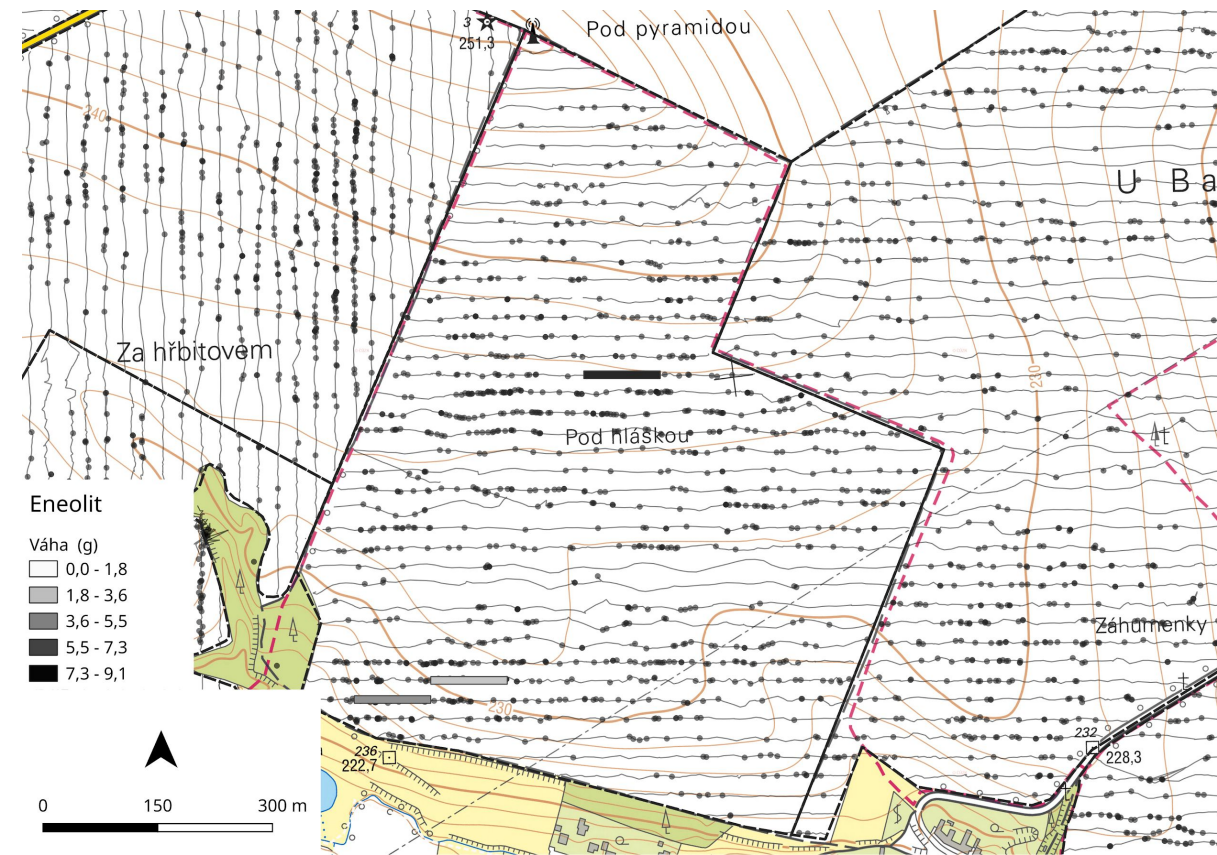 3
251,3
Pod pyramidou
240
U Ba
Za hřbitovem
230
Pod hláskou
Eneolit
Váha (g)
0,0 - 1,8
1,8 - 3,6
3,6 - 5,5
5,5 - 7,3
7,3 - 9,1
Záhumenky
230
236
222,7
232
228,3
0 150 300 m